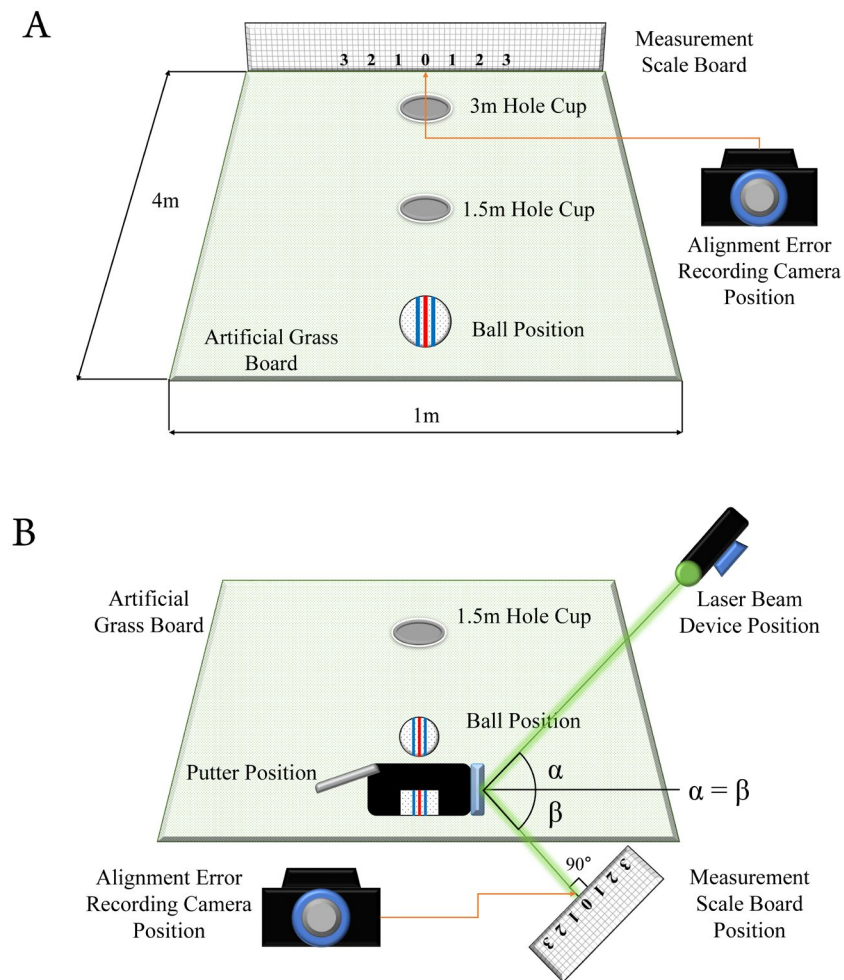 A
3 2 1 0 1 2 3
Measurement
Scale Board
3m Hole Cup
4m
1.5m Hole Cup
Alignment Error
Recording Camera
Position
Ball Position
Artificial Grass
Board
1m
B
Artificial
Grass Board
1.5m Hole Cup
Laser Beam
Device Position
Ball Position
Putter Position
α
α = β
β
90°
3 2 1 0 1 2 3
Alignment Error
Recording Camera
Position
Measurement
Scale Board
Position